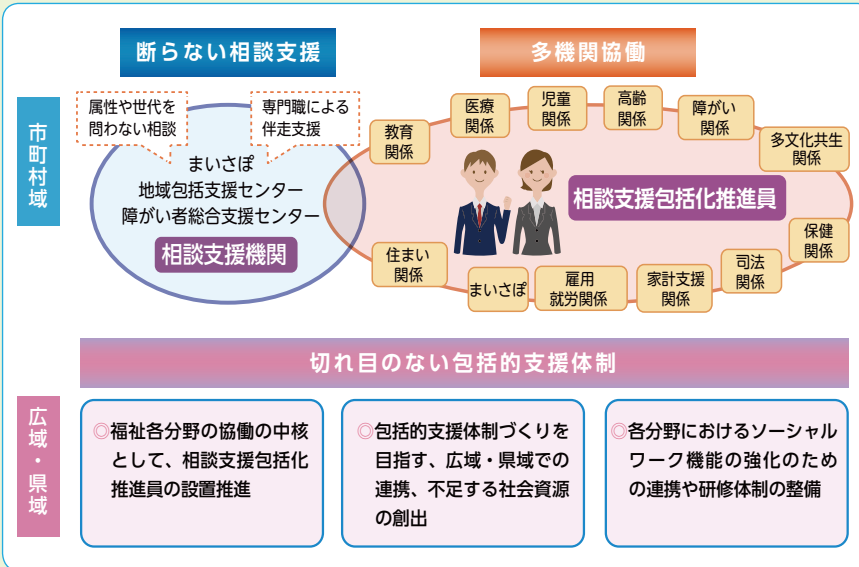 断らない相談支援
多機関協働
市町村域
属性や世代を
問わない相談
専門職による
伴走支援
まいさぽ
地域包括支援センター
障がい者総合支援センター
相談支援機関
教育
関係
医療
関係
児童
関係
高齢
関係
障がい
関係
多文化共生
関係
相談支援包括化推進員
保健
関係
司法
関係
家計支援
関係
雇用
就労関係
まいさぽ
住まい
関係
切れ目のない包括的支援体制
広域・県域
◎福祉各分野の協働の中核
として、相談支援包括化
推進員の設置推進
◎包括的支援体制づくりを
目指す、広域・県域での
連携、不足する社会資源
の創出
◎各分野におけるソーシャル
ワーク機能の強化のため
の連携や研修体制の整備